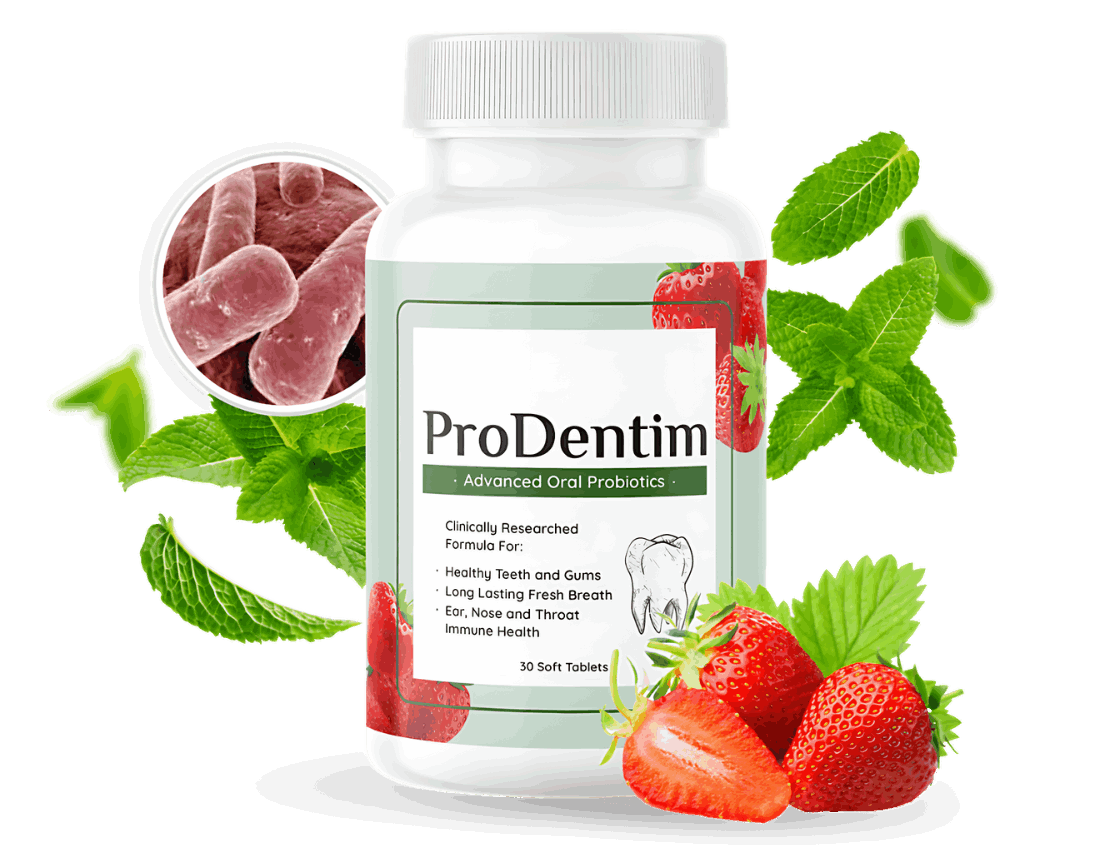 ProDentim
· Advanced Oral Probiotics ·
Clinically Researched
Formula For:
· Healthy Teeth and Gums
· Long Lasting Fresh Breath
· Ear, Nose and Throat
Immune Health
30 Soft Tablets